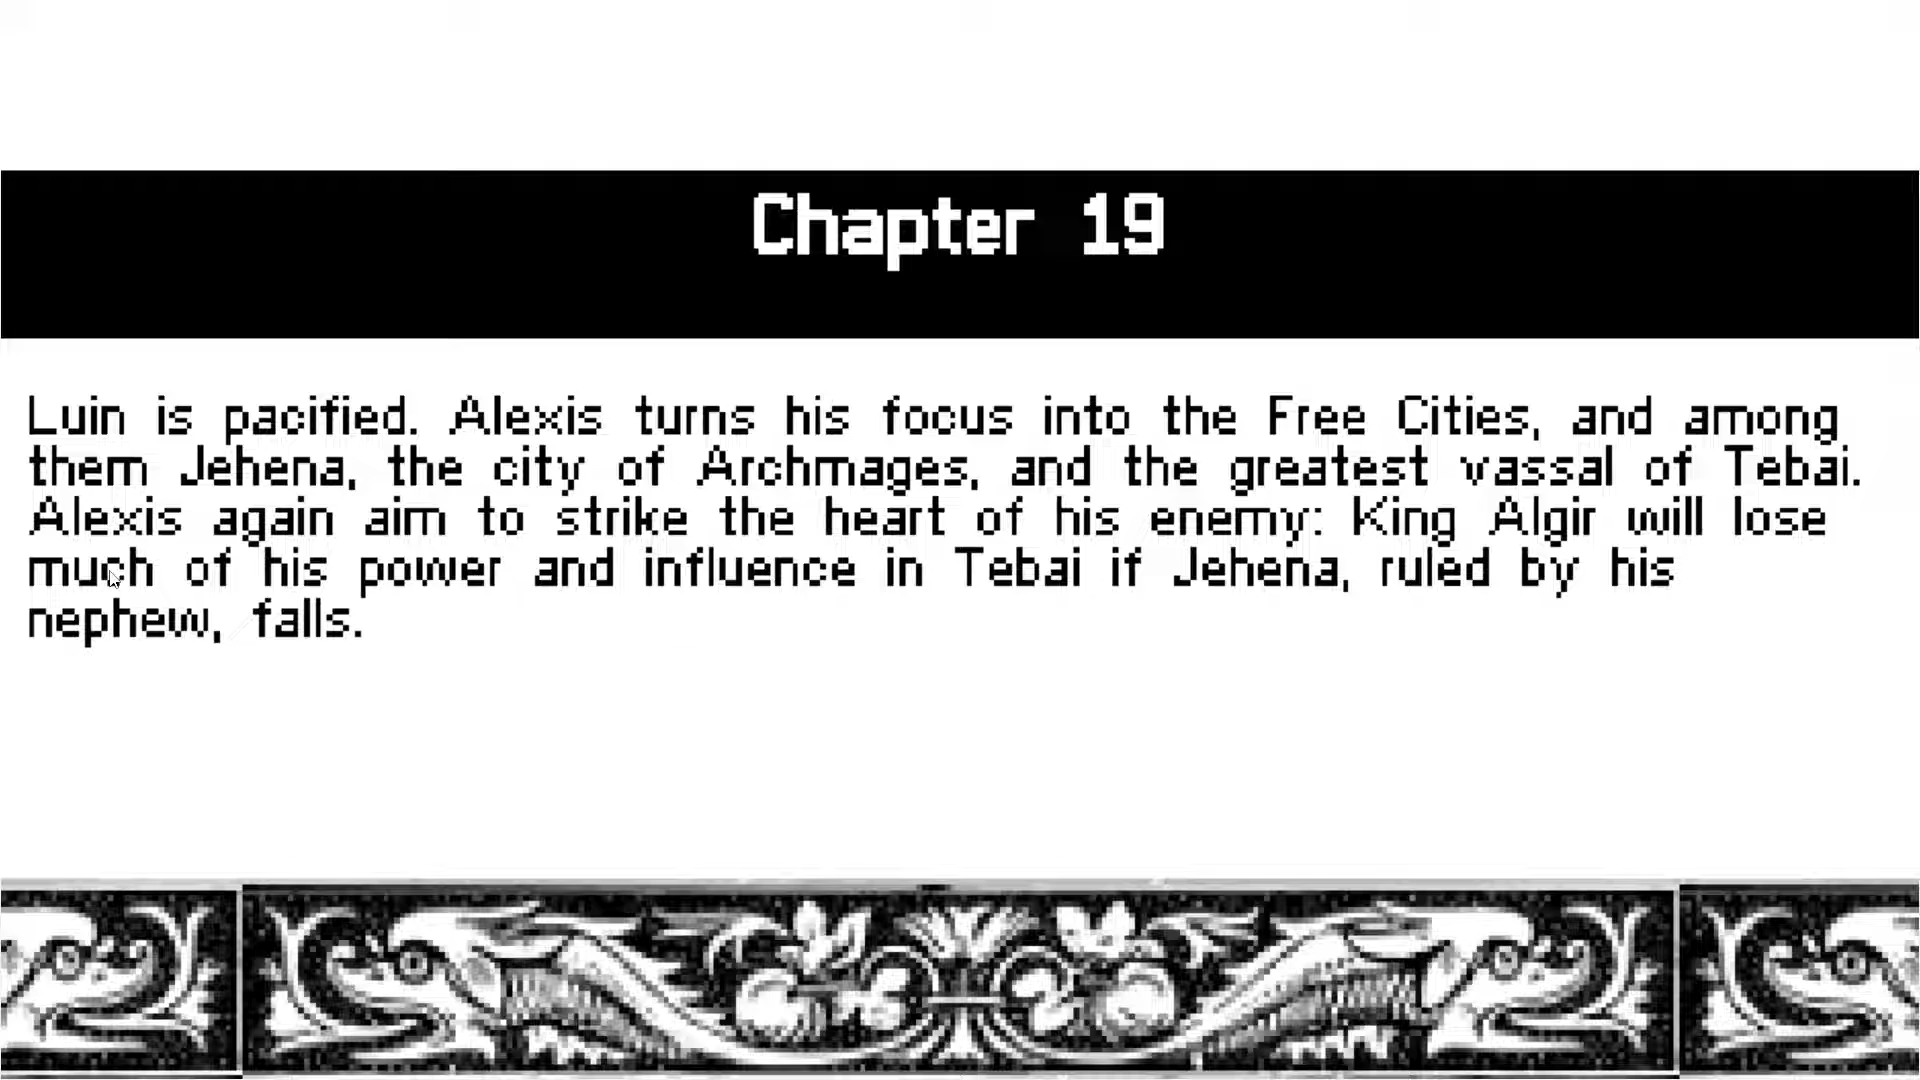 Chapter 19
Luin is pacified. Alexis turns his focus into the Free Cities, and among
them Jehena, the city of Archmages, and the greatest vassal of Tebai.
Alexis again aim to strike the heart of his enemy: King Algir will lose
much of his power and influence in Tebai if Jehena, ruled by his
nephew, falls.